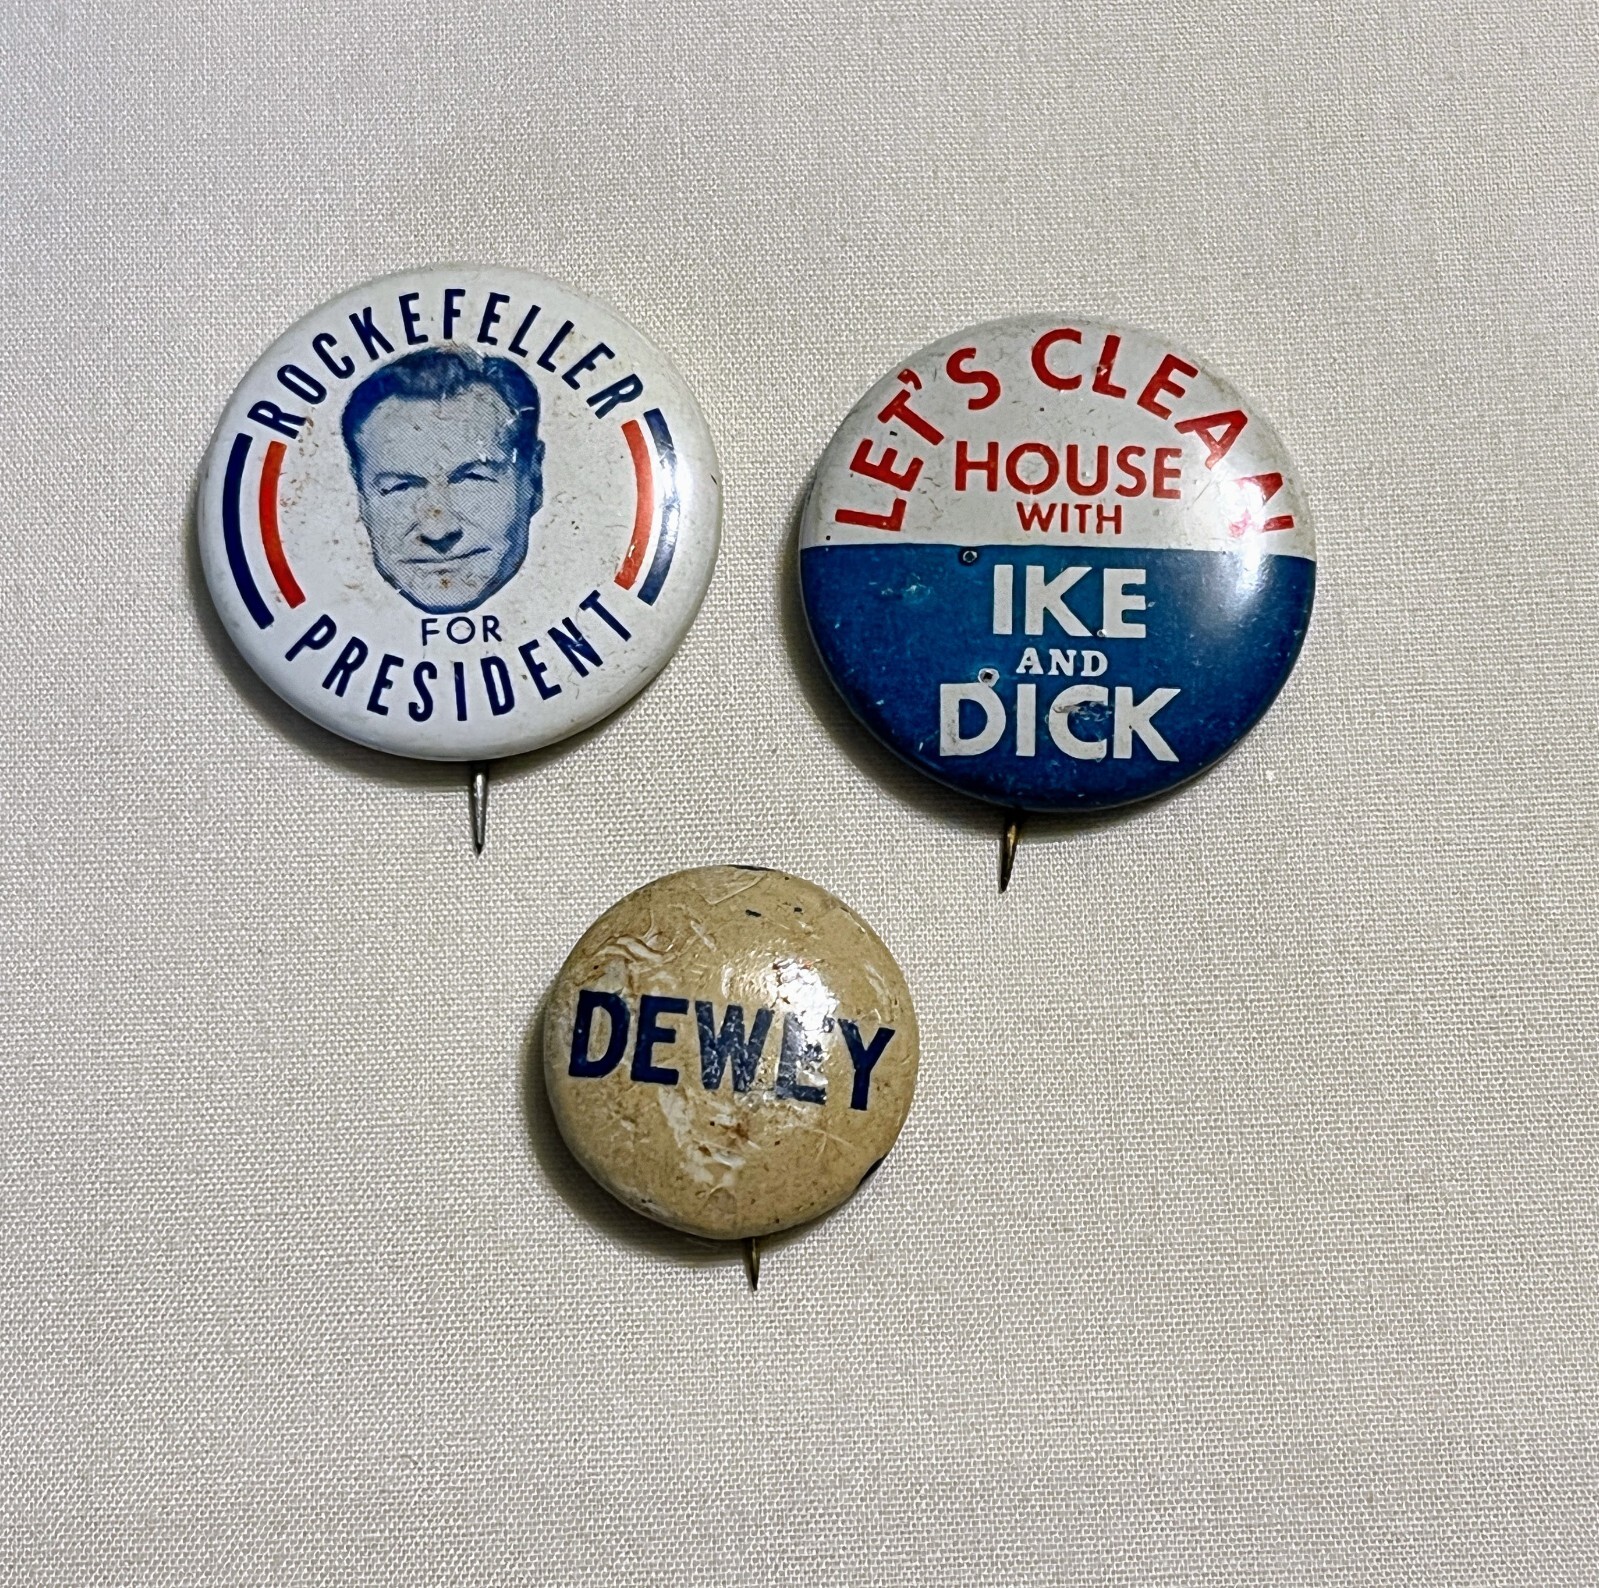 ROCKEFELLER
FOR
PRESIDENT
LET'S CLEAN
HOUSE
WITH
IKE
AND
DICK
DEWEY